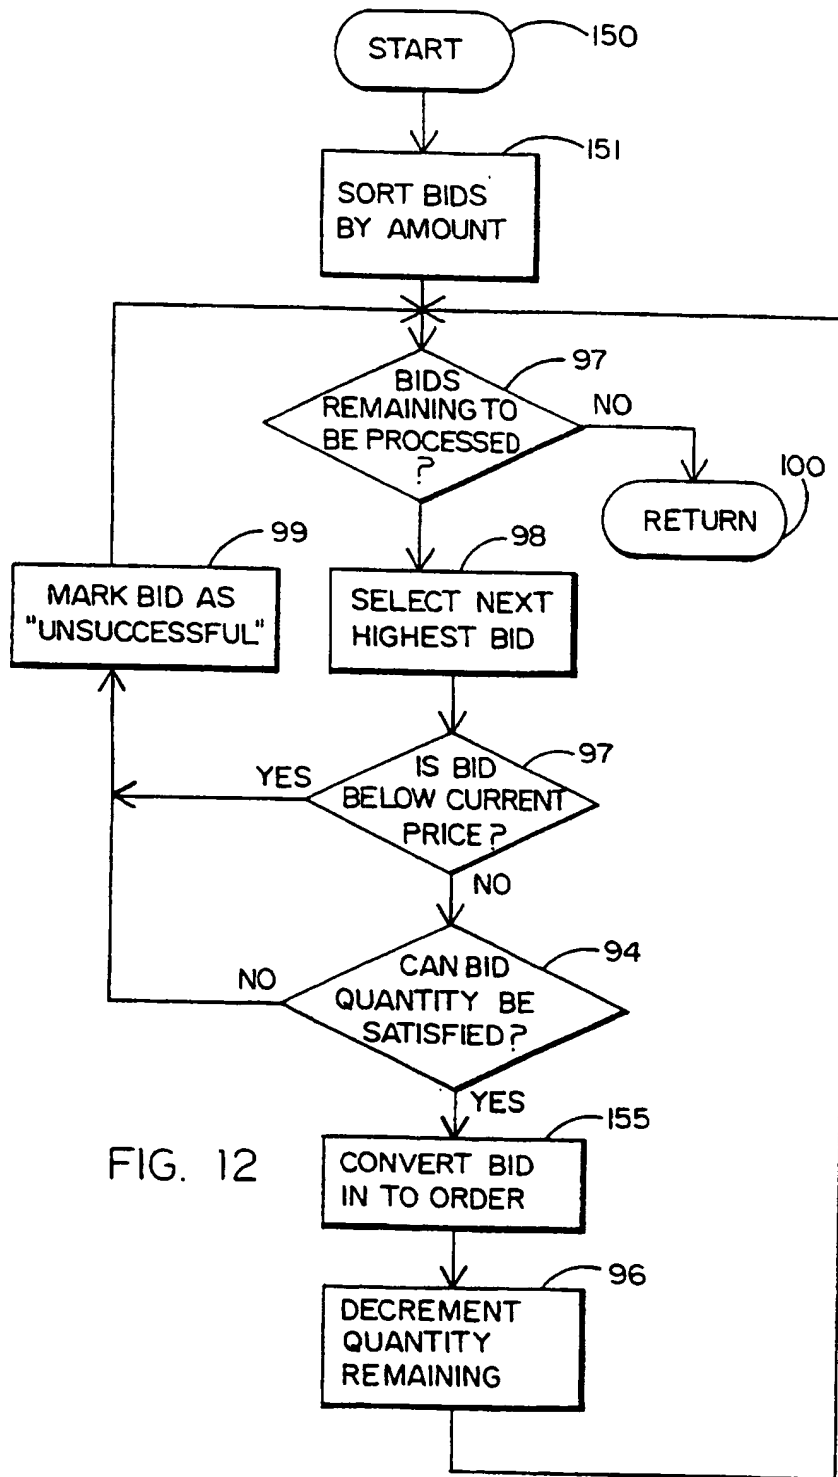 START
150
151
SORT BIDS
BY AMOUNT
97
BIDS
REMAINING TO
BE PROCESSED
?
NO
100
RETURN
99
MARK BID AS
"UNSUCCESSFUL"
98
SELECT NEXT
HIGHEST BID
97
YES
IS BID
BELOW CURRENT
PRICE?
NO
94
NO
CAN BID
QUANTITY BE
SATISFIED?
YES
155
FIG. 12
CONVERT BID
IN TO ORDER
96
DECREMENT
QUANTITY
REMAINING